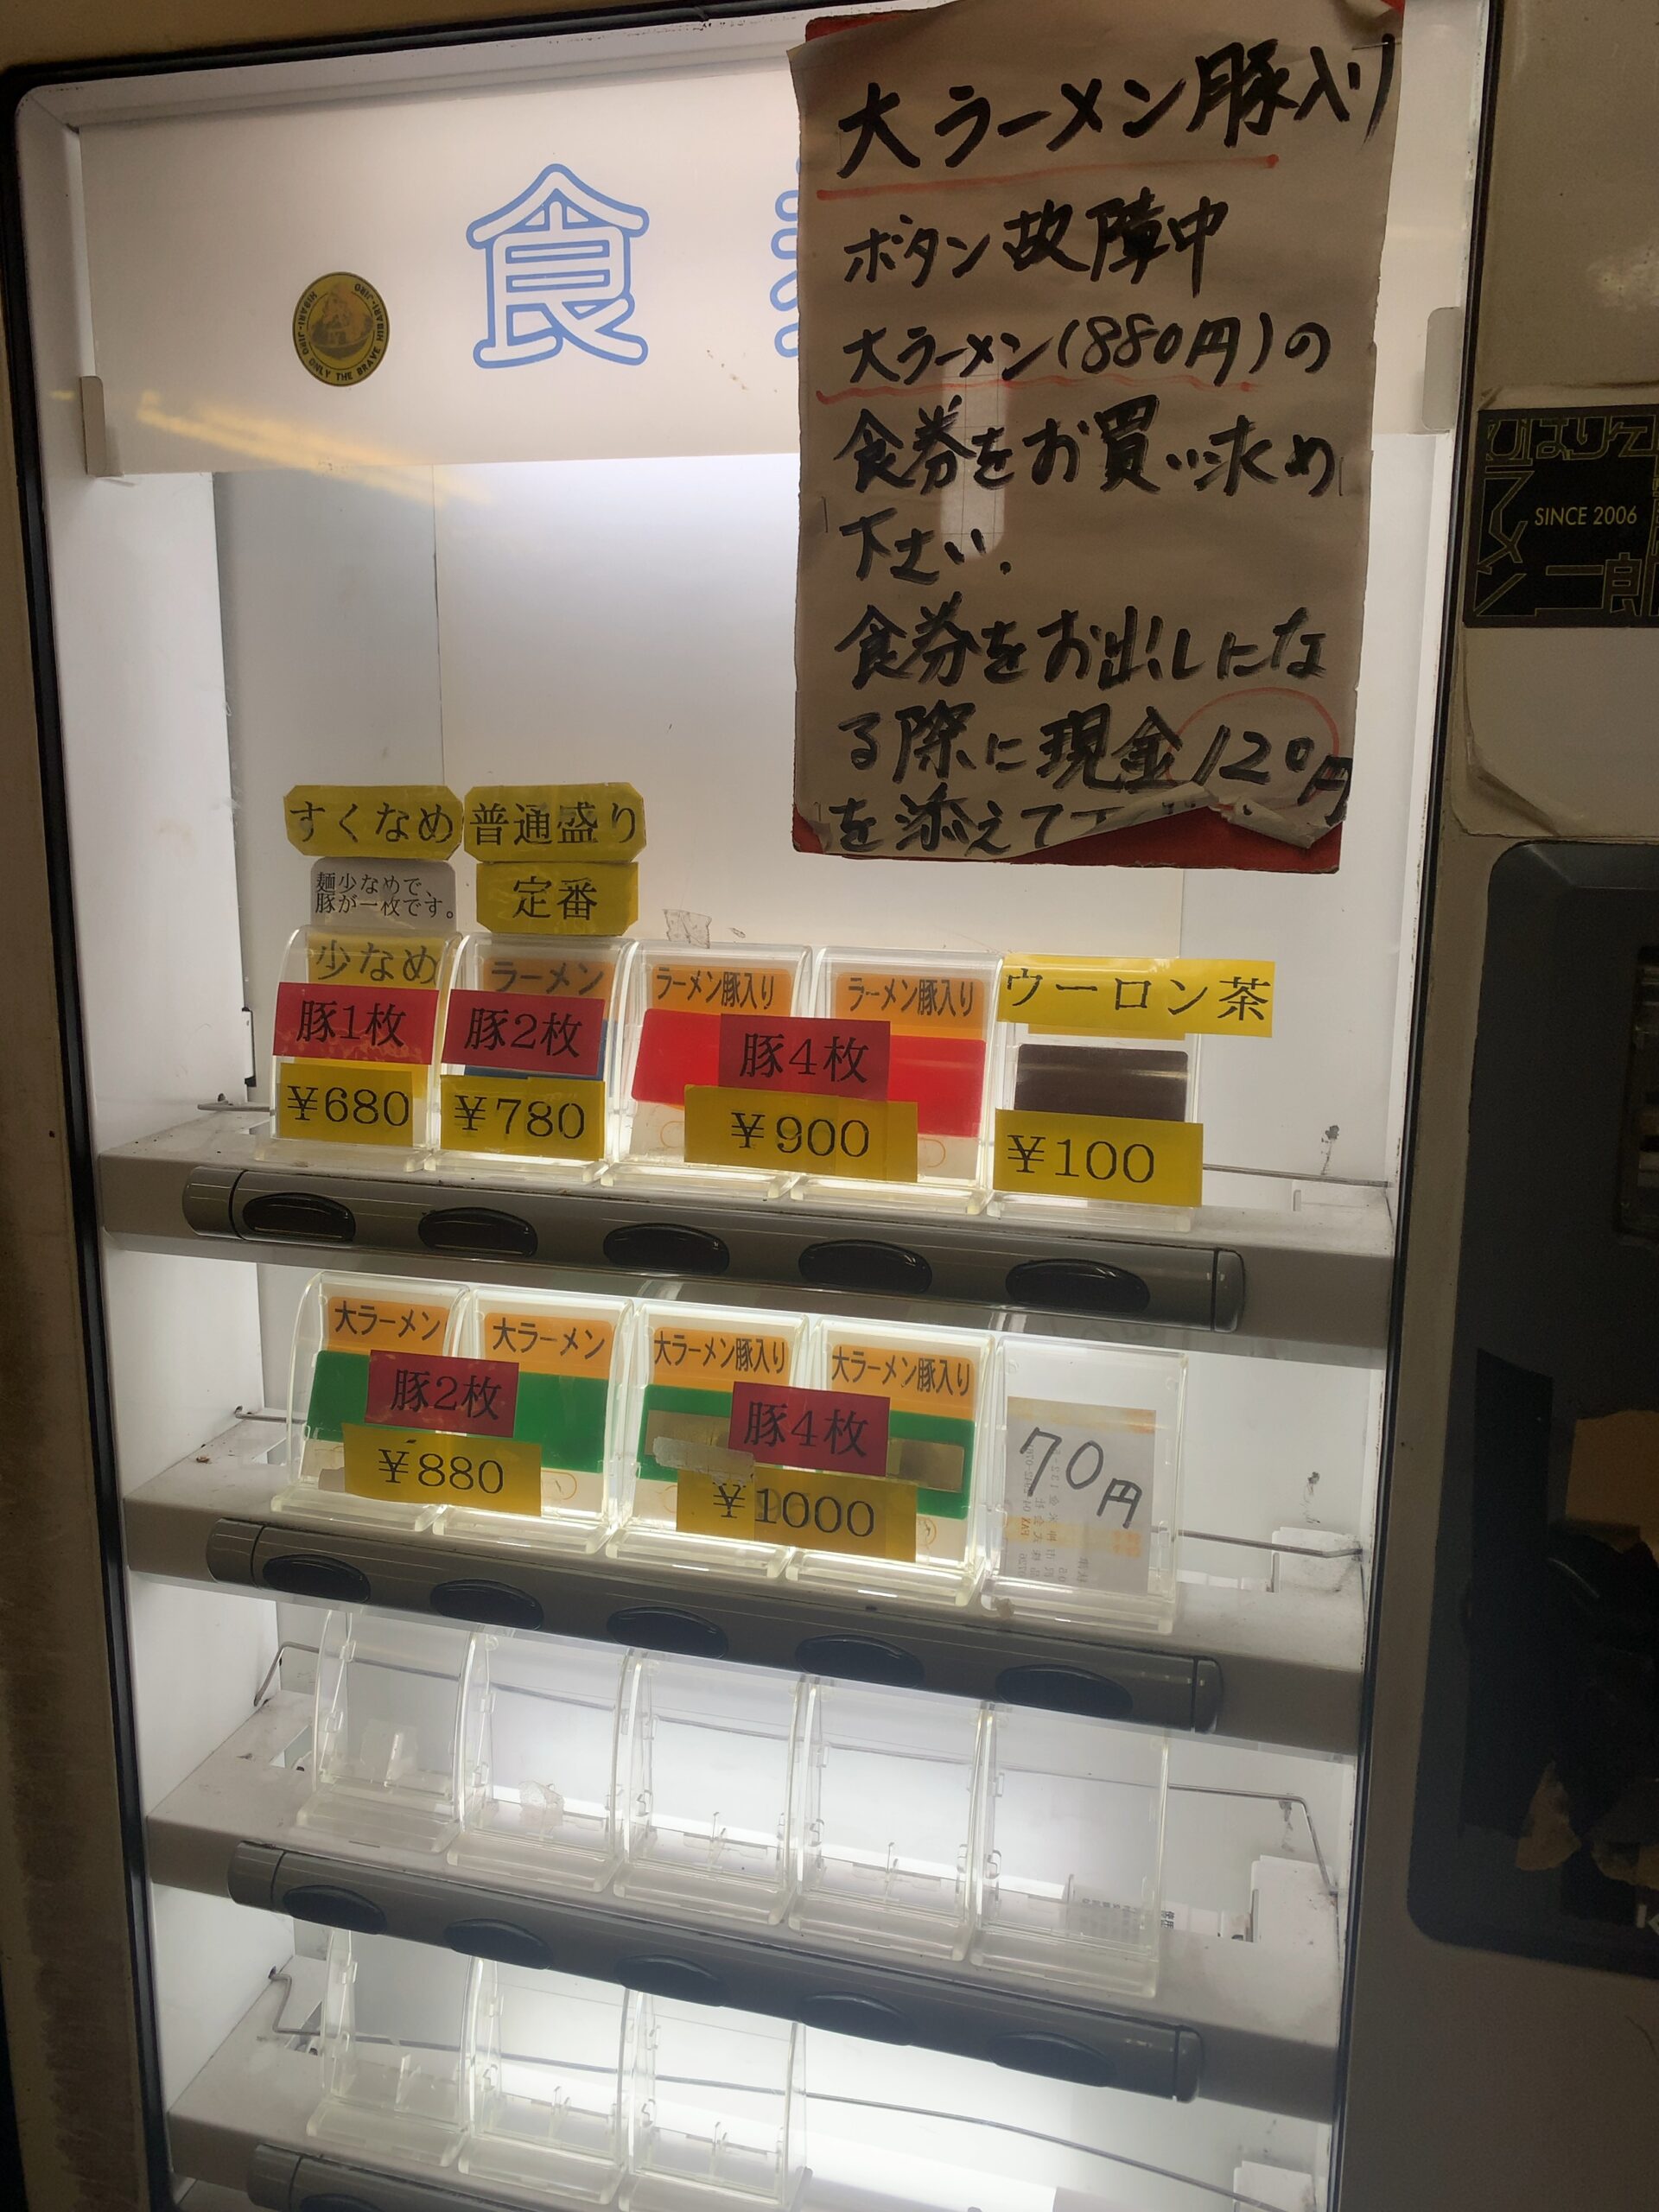 大ラーメン豚入り
ボタン故障中
大ラーメン(880円)の
食券をお買い求め
下さい.
食券をお出しにな
る際に現金120円
を添えて下
食
HIBARI-JIRO ONLY THE BRAVE HIBARI-JIRO
SINCE 2006
すくなめ 普通盛り
麺少なめで、
豚が一枚です。
定番
少なめ ラーメン ラーメン豚入り ラーメン豚入り ウーロン茶
豚1枚 豚2枚 豚4枚
¥680 ¥780 ¥900 ¥100
大ラーメン 大ラーメン 大ラーメン豚入り 大ラーメン豚入り
豚2枚 豚4枚
¥880 ¥1000 70円